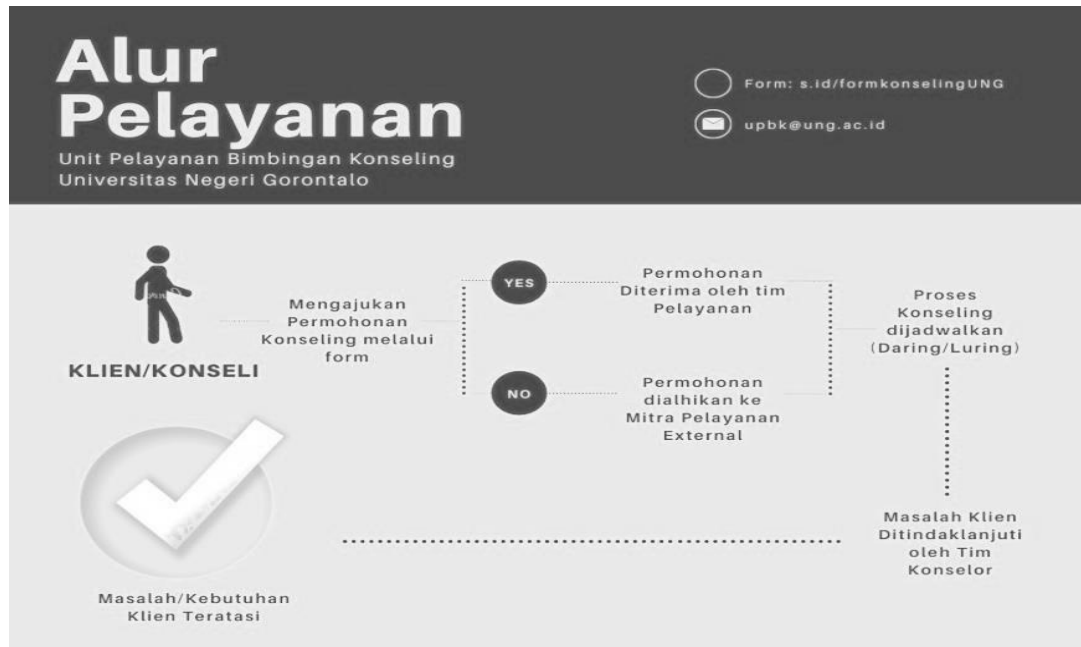 Alur
Pelayanan
Unit Pelayanan Bimbingan Konseling
Universitas Negeri Gorontalo
Form: s.id/formkonselingUNG
upbk@ung.ac.id
KLIEN/KONSELI
Mengajukan
Permohonan
Konseling melalui
form
YES
Permohonan
Diterima oleh tim
Pelayanan
NO
Permohonan
dialhikan ke
Mitra Pelayanan
External
Proses
Konseling
dijadwalkan
(Daring/Luring)
Masalah Klien
Ditindaklanjuti
oleh Tim
Konselor
Masalah/Kebutuhan
Klien Teratasi